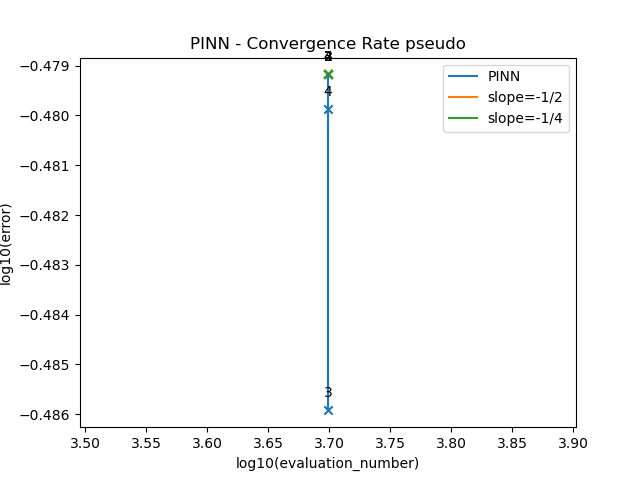 PINN - Convergence Rate pseudo
−0.479
−0.480
−0.481
−0.482
−0.483
−0.484
−0.485
−0.486
log10(error)
4
3
PINN
slope=-1/2
slope=-1/4
3.50 3.55 3.60 3.65 3.70 3.75 3.80 3.85 3.90
log10(evaluation_number)